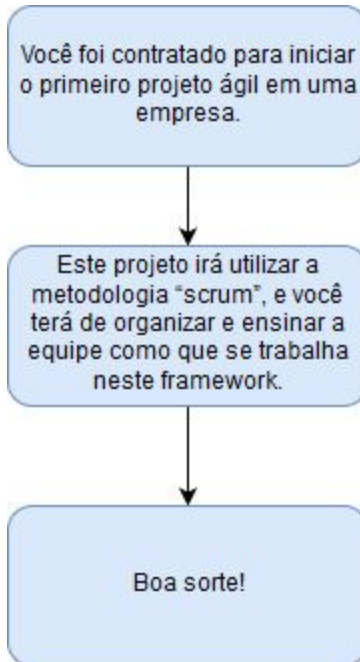 Você foi contratado para iniciar
o primeiro projeto ágil em uma
empresa.
Este projeto irá utilizar a
metodologia “scrum”, e você
terá de organizar e ensinar a
equipe como que se trabalha
neste framework.
Boa sorte!